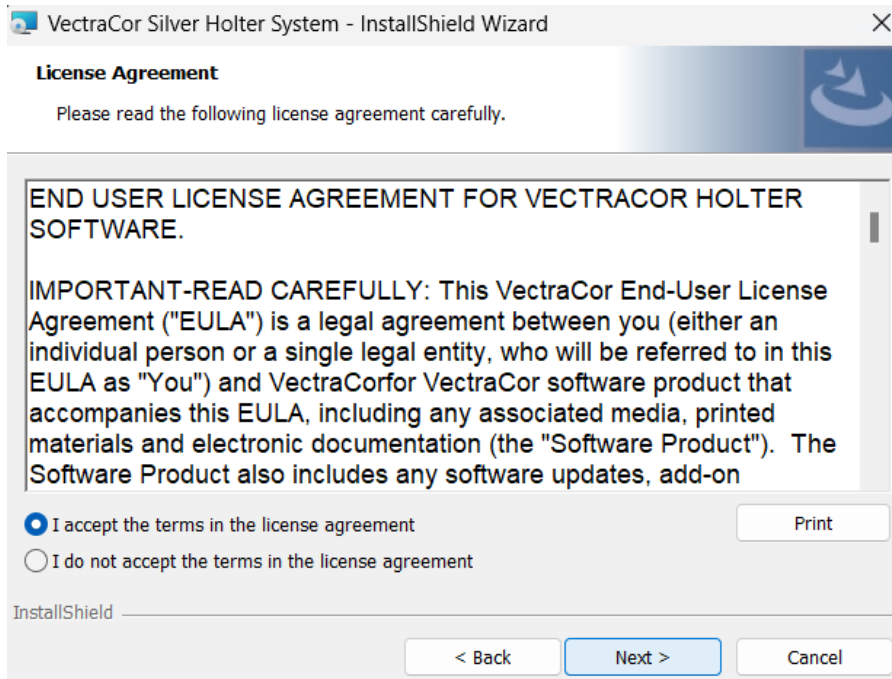 VectraCor Silver Holter System - InstallShield Wizard
License Agreement
Please read the following license agreement carefully.
END USER LICENSE AGREEMENT FOR VECTRACOR HOLTER
SOFTWARE.
IMPORTANT-READ CAREFULLY: This VectraCor End-User License
Agreement ("EULA") is a legal agreement between you (either an
individual person or a single legal entity, who will be referred to in this
EULA as "You") and VectraCorfor VectraCor software product that
accompanies this EULA, including any associated media, printed
materials and electronic documentation (the "Software Product").  The
Software Product also includes any software updates, add-on
I accept the terms in the license agreement
Print
I do not accept the terms in the license agreement
InstallShield
< Back
Next >
Cancel